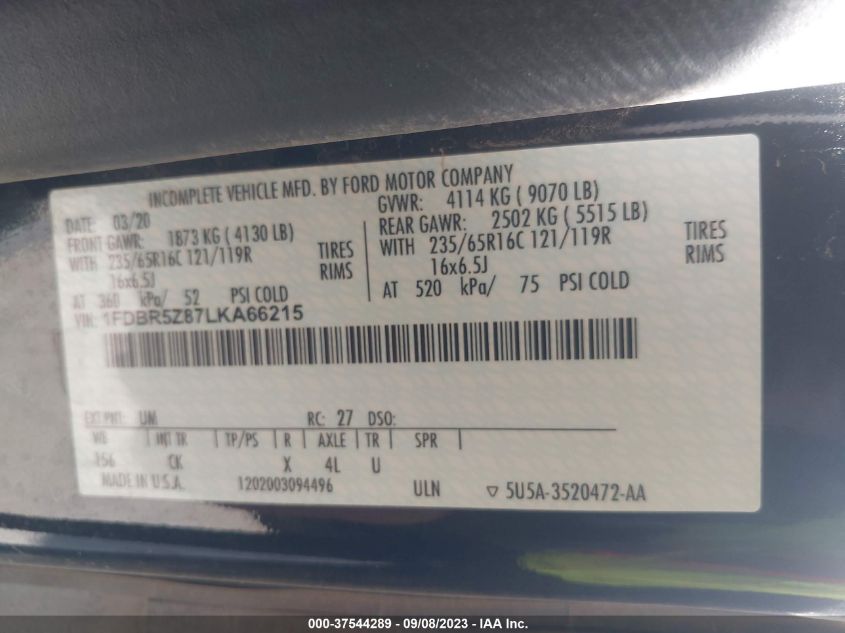 INCOMPLETE VEHICLE MFD. BY FORD MOTOR COMPANY
DATE: 03/20 GVWR: 4114 KG ( 9070 LB)
FRONT GAWR: 1873 KG ( 4130 LB) REAR GAWR: 2502 KG ( 5515 LB)
WITH 235/65R16C 121/119R TIRES WITH 235/65R16C 121/119R TIRES
16x6.5J RIMS 16x6.5J RIMS
AT 360 kPa/ 52 PSI COLD AT 520 kPa/ 75 PSI COLD
VIN: 1FDBR5Z87LKA66215
EXT PNT: UM RC: 27 DSO:
WB INT TR TP/PS R AXLE TR SPR
156 CK X 4L U
MADE IN U.S.A. 1202003094496 ULN ▽ 5U5A-3520472-AA
000-37544289 - 09/08/2023 - IAA Inc.